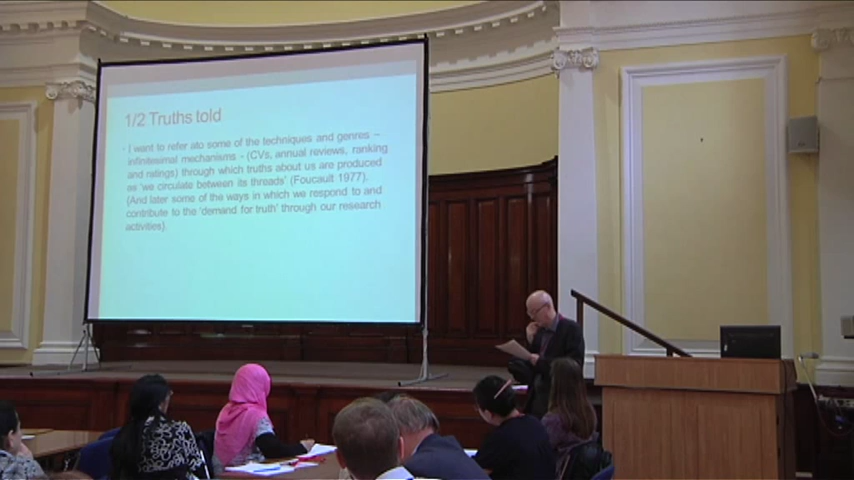 1/2 Truths told
· I want to refer ato some of the techniques and genres –
infinitesimal mechanisms - (CVs, annual reviews, ranking
and ratings) through which truths about us are produced
as 'we circulate between its threads' (Foucault 1977).
(And later some of the ways in which we respond to and
contribute to the 'demand for truth' through our research
activities)